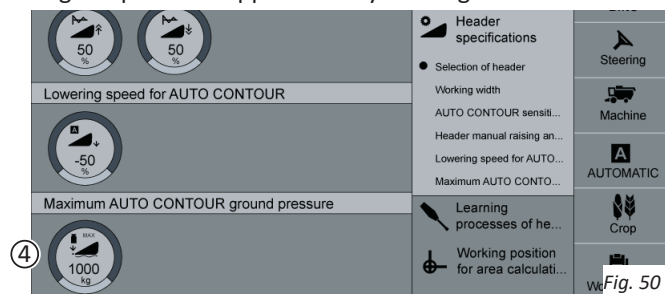 50
%
50
%
Lowering speed for AUTO CONTOUR
A
-50
%
Maximum AUTO CONTOUR ground pressure
④
MAX
1000
kg
Header
specifications
Selection of header
Working width
AUTO CONTOUR sensiti...
Header manual raising an...
Lowering speed for AUTO...
Maximum AUTO CONTO...
Learning
processes of he...
Working position
for area calculati...
Steering
Machine
A
AUTOMATIC
Crop
Fig. 50